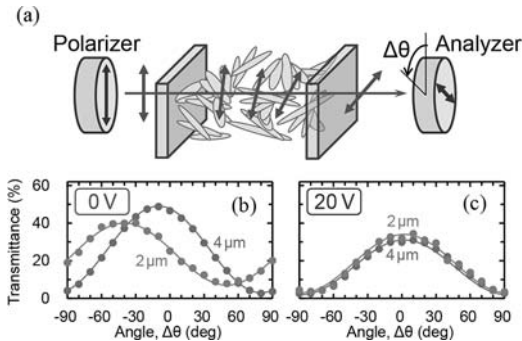 (a)
Polarizer
Δθ
Analyzer
Transmittance (%)
60
40
20
0
0 V
(b)
4 μm
2 μm
-90 -60 -30 0 30 60 90
Angle, Δθ (deg)
20 V
(c)
2 μm
4 μm
-90 -60 -30 0 30 60 90
Angle, Δθ (deg)